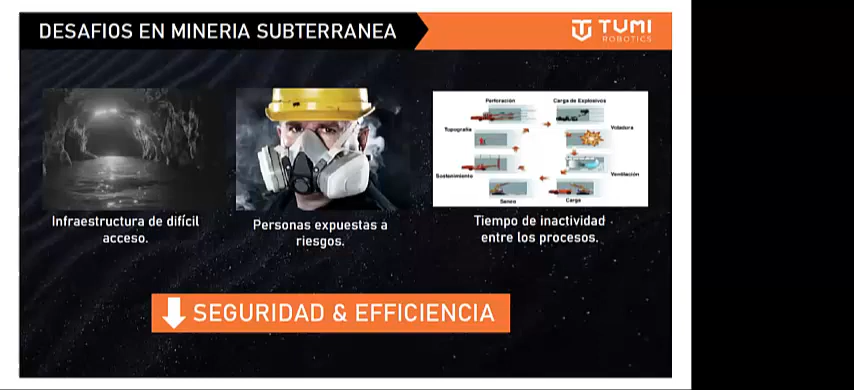 DESAFIOS EN MINERIA SUBTERRANEA
TUMI
ROBOTICS
Infraestructura de difícil
acceso.
Personas expuestas a
riesgos.
Perforación
Carga de Explosivos
Topografía
Voladura
Sostenimiento
Ventilación
Carga
Tiempo de inactividad
entre los procesos.
SEGURIDAD & EFFICIENCIA